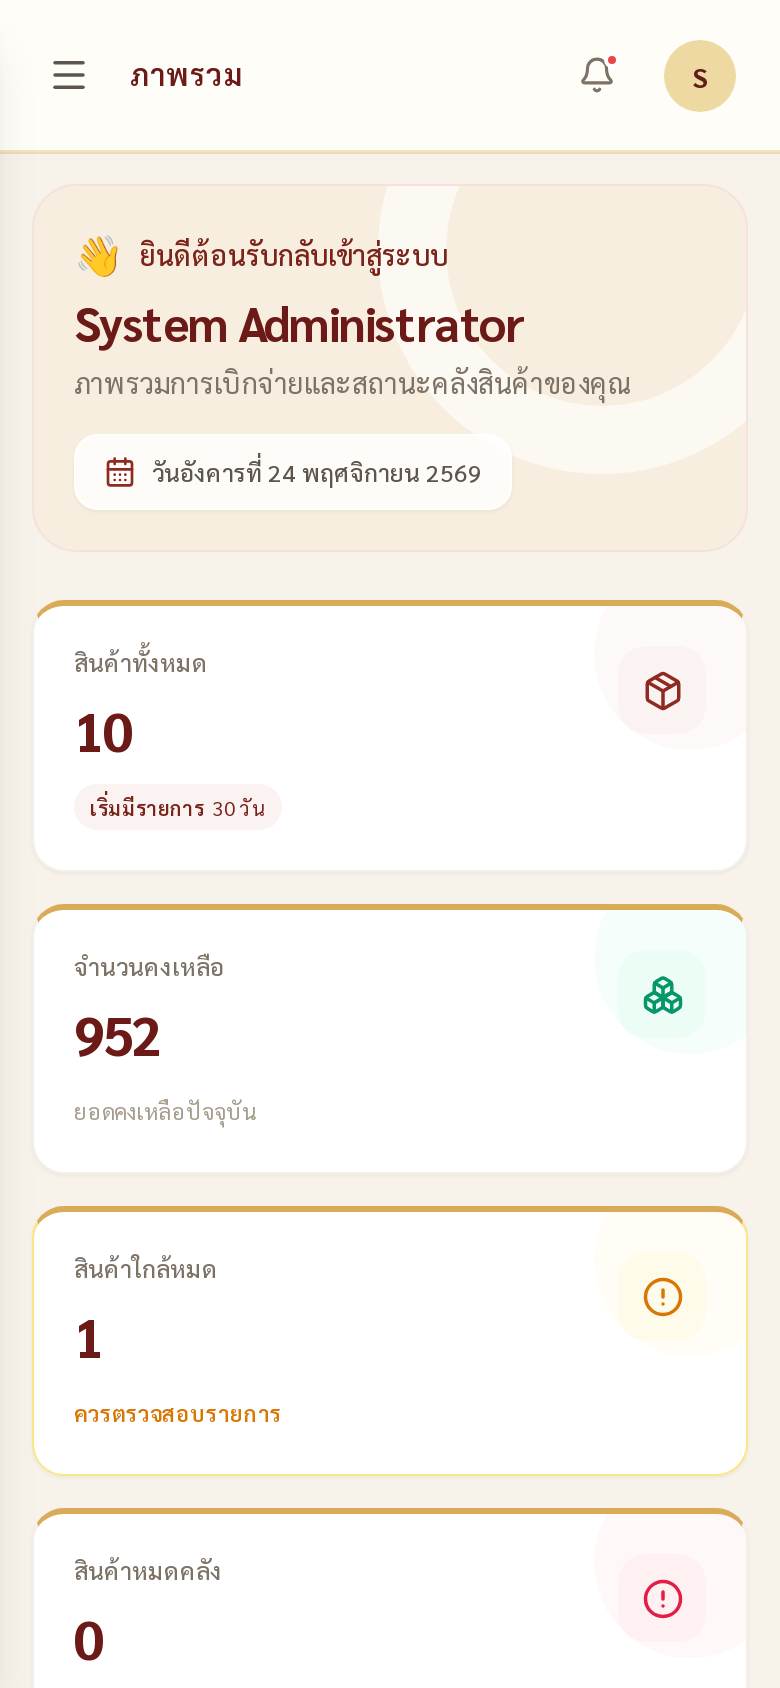 ภาพรวม
S
👋 ยินดีต้อนรับกลับเข้าสู่ระบบ
System Administrator
ภาพรวมการเบิกจ่ายและสถานะคลังสินค้าของคุณ
วันอังคารที่ 24 พฤศจิกายน 2569
สินค้าทั้งหมด
10
เริ่มมีรายการ 30 วัน
จำนวนคงเหลือ
952
ยอดคงเหลือปัจจุบัน
สินค้าใกล้หมด
1
ควรตรวจสอบรายการ
สินค้าหมดคลัง
0